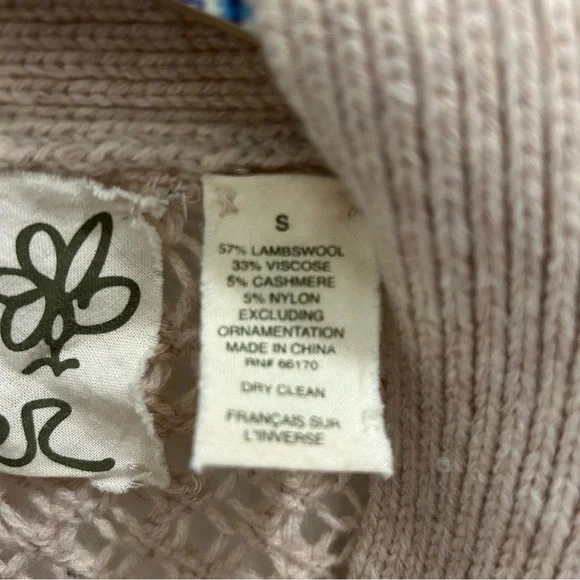 S
57% LAMBSWOOL
33% VISCOSE
5% CASHMERE
5% NYLON
EXCLUDING
ORNAMENTATION
MADE IN CHINA
RN# 66170
DRY CLEAN
FRANÇAIS SUR
L'INVERSE